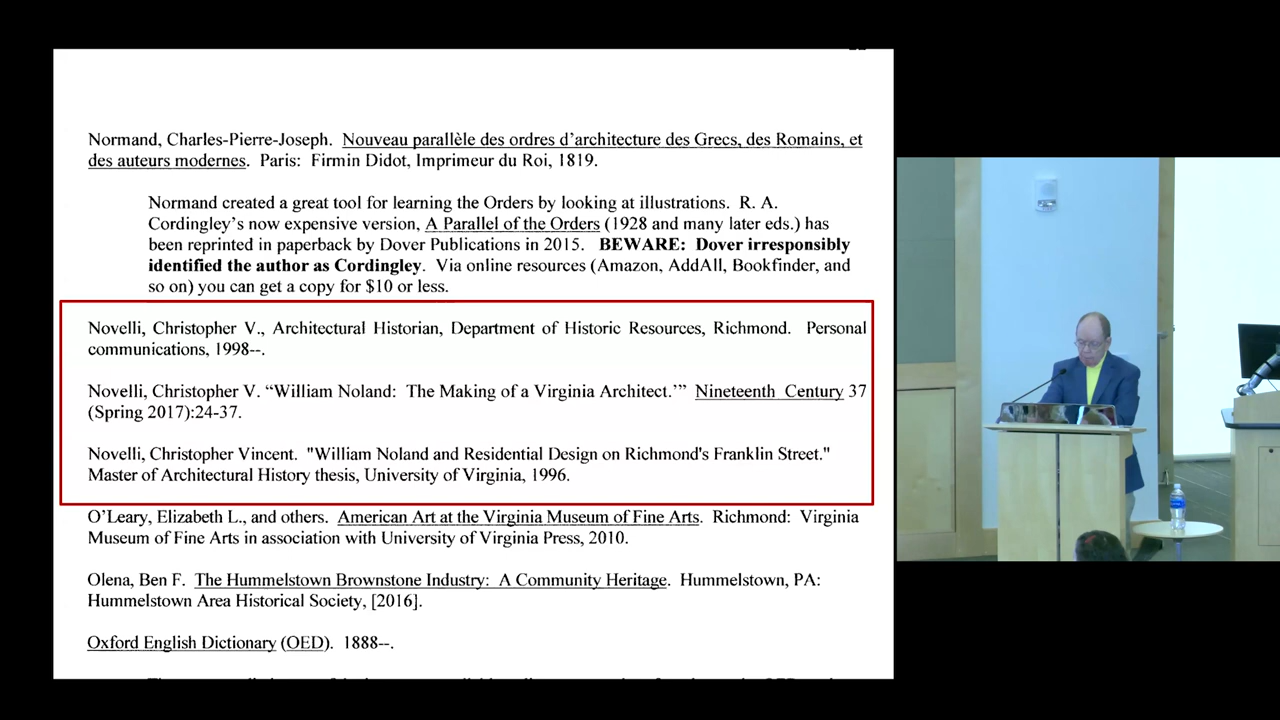 Normand, Charles-Pierre-Joseph. Nouveau parallèle des ordres d'architecture des Grecs, des Romains, et
des auteurs modernes. Paris: Firmin Didot, Imprimeur du Roi, 1819.
Normand created a great tool for learning the Orders by looking at illustrations. R. A.
Cordingley's now expensive version, A Parallel of the Orders (1928 and many later eds.) has
been reprinted in paperback by Dover Publications in 2015. BEWARE: Dover irresponsibly
identified the author as Cordingley. Via online resources (Amazon, AddAll, Bookfinder, and
so on) you can get a copy for $10 or less.
Novelli, Christopher V., Architectural Historian, Department of Historic Resources, Richmond. Personal
communications, 1998--.
Novelli, Christopher V. “William Noland: The Making of a Virginia Architect.’” Nineteenth Century 37
(Spring 2017):24-37.
Novelli, Christopher Vincent. "William Noland and Residential Design on Richmond's Franklin Street."
Master of Architectural History thesis, University of Virginia, 1996.
O'Leary, Elizabeth L., and others. American Art at the Virginia Museum of Fine Arts. Richmond: Virginia
Museum of Fine Arts in association with University of Virginia Press, 2010.
Olena, Ben F. The Hummelstown Brownstone Industry: A Community Heritage. Hummelstown, PA:
Hummelstown Area Historical Society, [2016].
Oxford English Dictionary (OED). 1888--.